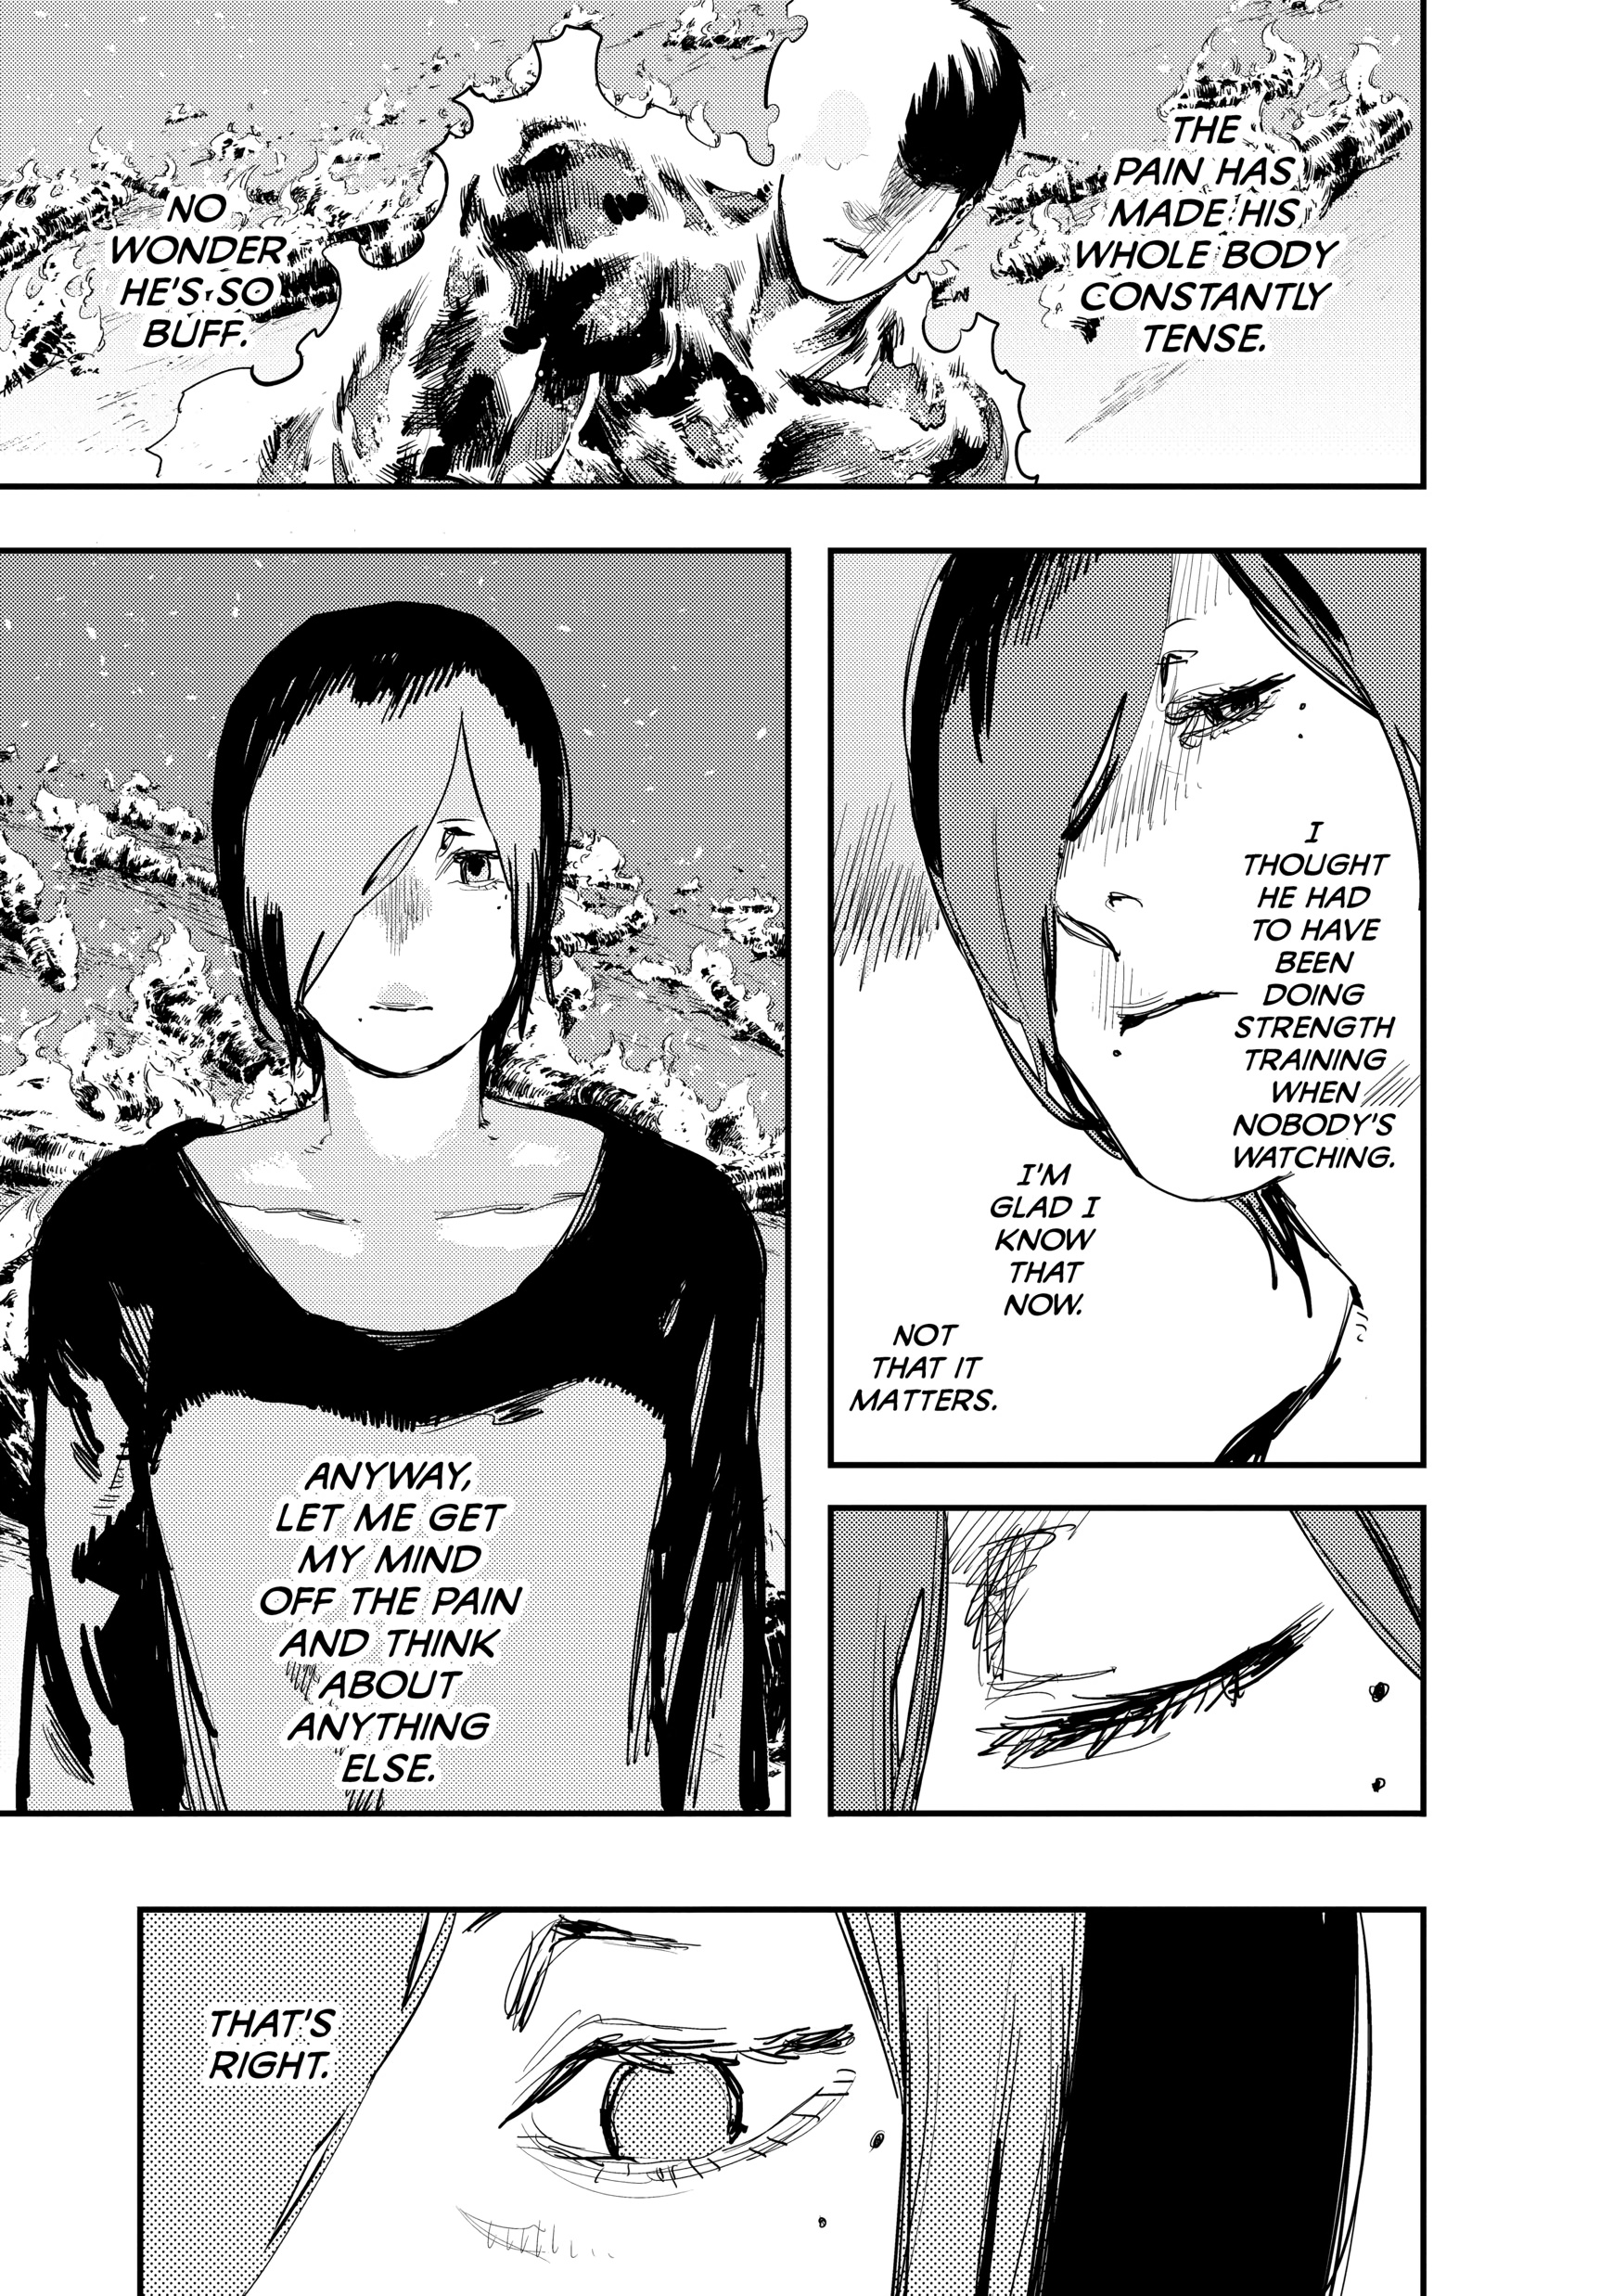 THE
PAIN HAS
MADE HIS
WHOLE BODY
CONSTANTLY
TENSE.
NO
WONDER
HE'S SO
BUFF.
I
THOUGHT
HE HAD
TO HAVE
BEEN
DOING
STRENGTH
TRAINING
WHEN
NOBODY'S
WATCHING.
I'M
GLAD I
KNOW
THAT
NOW.
NOT
THAT IT
MATTERS.
ANYWAY,
LET ME GET
MY MIND
OFF THE PAIN
AND THINK
ABOUT
ANYTHING
ELSE.
THAT'S
RIGHT.